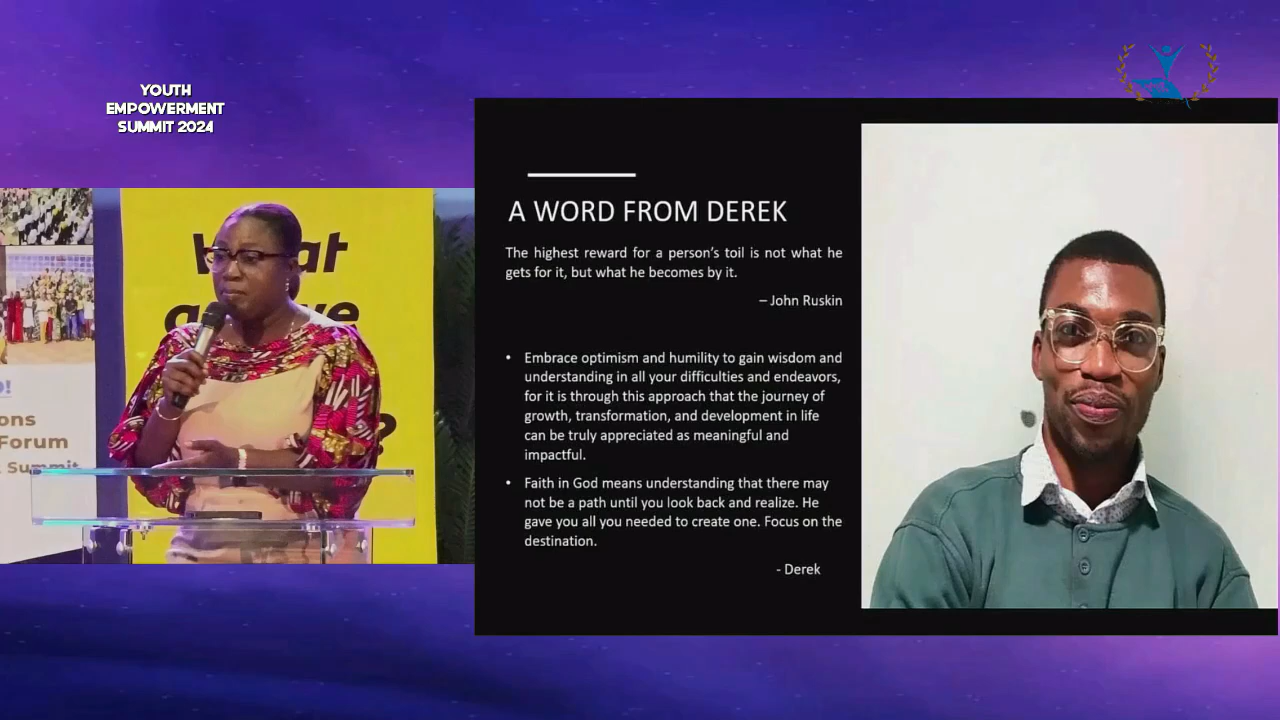 YOUTH
EMPOWERMENT
SUMMIT 2024
ons
Forum
Summit
A WORD FROM DEREK
The highest reward for a person's toil is not what he
gets for it, but what he becomes by it.
– John Ruskin
• Embrace optimism and humility to gain wisdom and
understanding in all your difficulties and endeavors,
for it is through this approach that the journey of
growth, transformation, and development in life
can be truly appreciated as meaningful and
impactful.
• Faith in God means understanding that there may
not be a path until you look back and realize. He
gave you all you needed to create one. Focus on the
destination.
- Derek